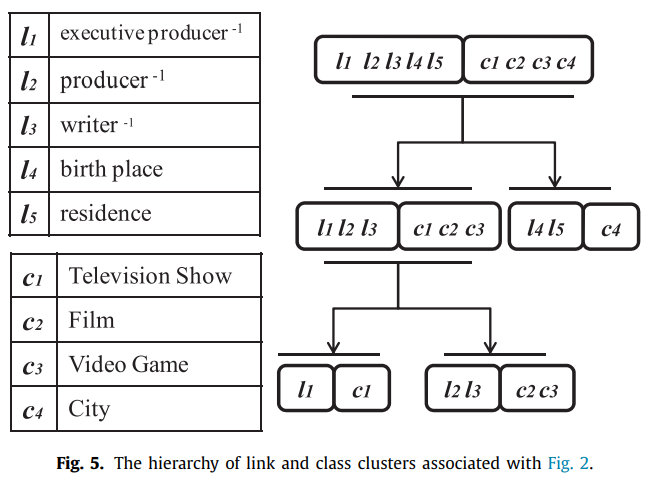 l1 executive producer -1
l2 producer -1
l3 writer -1
l4 birth place
l5 residence
c1 Television Show
c2 Film
c3 Video Game
c4 City
l1 l2 l3 l4 l5 c1 c2 c3 c4
l1 l2 l3 c1 c2 c3 l4 l5 c4
l1 c1 l2 l3 c2 c3
Fig. 5. The hierarchy of link and class clusters associated with Fig. 2.